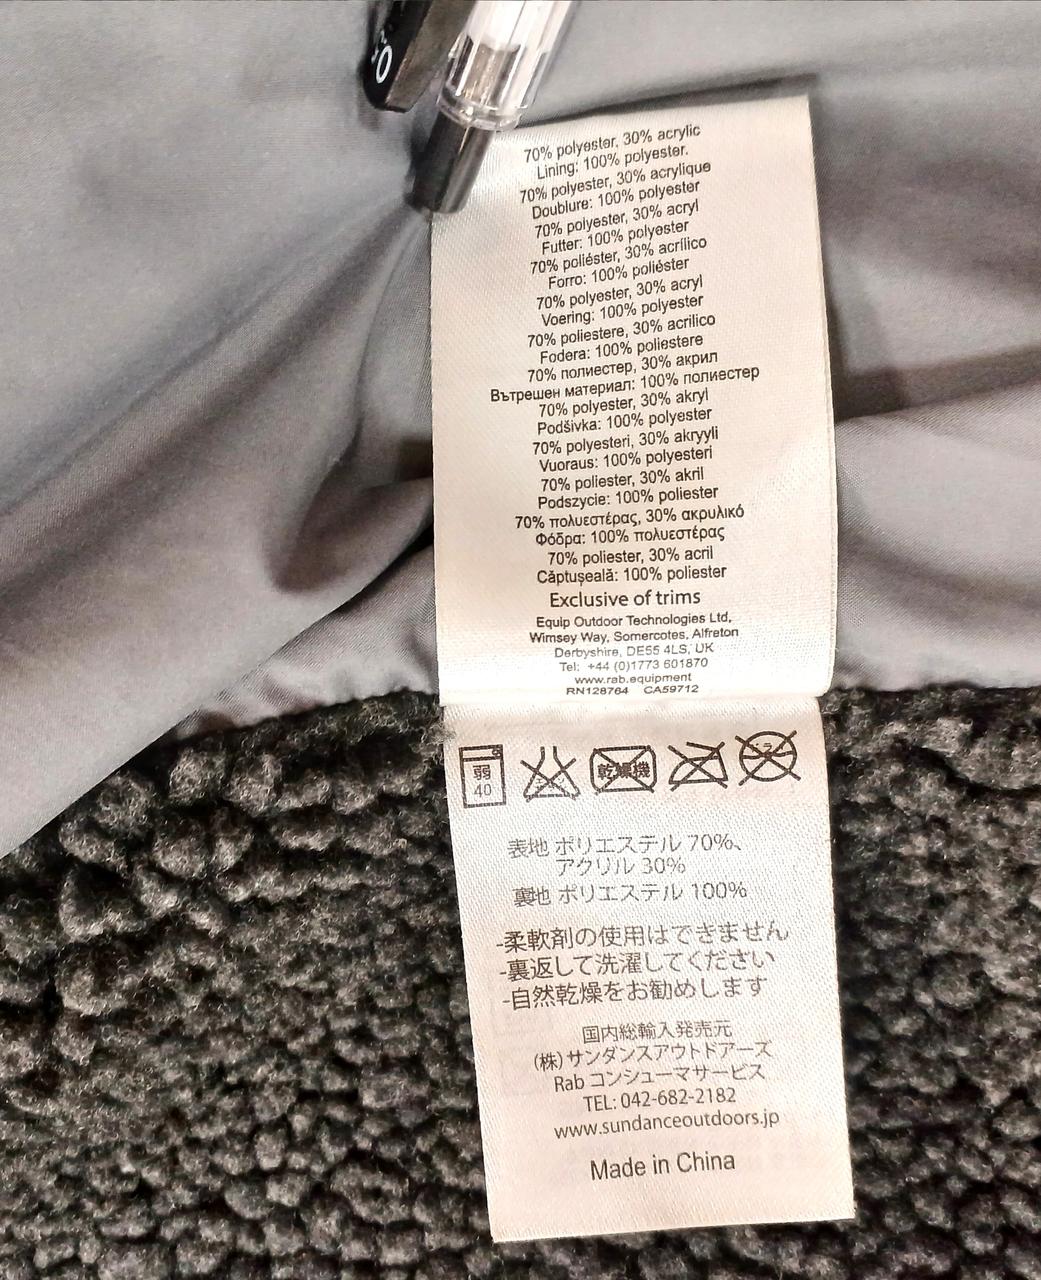 70% polyester, 30% acrylic
Lining: 100% polyester.
70% polyester, 30% acrylique
Doublure: 100% polyester
70% polyester, 30% acryl
Futter: 100% polyester
70% poliéster, 30% acrílico
Forro: 100% poliéster
70% polyester, 30% acryl
Voering: 100% polyester
70% poliestere, 30% acrilico
Fodera: 100% poliestere
70% полиестер, 30% акрил
Вътрешен материал: 100% полиестер
70% polyester, 30% akryl
Podšivka: 100% polyester
70% polyesteri, 30% akryyli
Vuoraus: 100% polyesteri
70% poliester, 30% akril
Podszycie: 100% poliester
70% πολυεστέρας, 30% ακρυλικό
Φόδρα: 100% πολυεστέρας
70% poliester, 30% acril
Căptușeală: 100% poliester
Exclusive of trims
Equip Outdoor Technologies Ltd,
Wimsey Way, Somercotes, Alfreton
Derbyshire, DE55 4LS, UK
Tel: +44 (0)1773 601870
www.rab.equipment
RN128764 CA59712
弱
40
乾燥機
表地 ポリエステル 70%、
アクリル 30%
裏地 ポリエステル 100%
-柔軟剤の使用はできません
-裏返して洗濯してください
-自然乾燥をお勧めします
国内総輸入発売元
(株) サンダンスアウトドアーズ
Rab コンシューマサービス
TEL: 042-682-2182
www.sundanceoutdoors.jp
Made in China